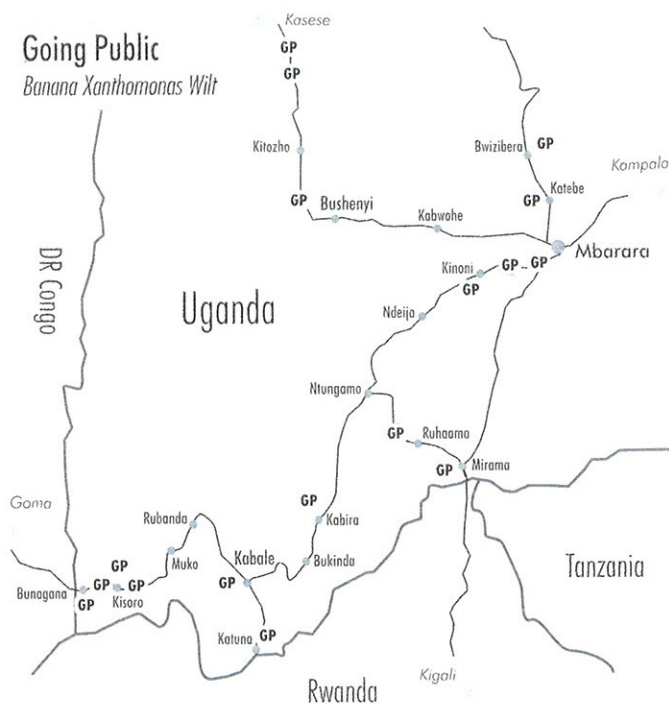 Going Public
Banana Xanthomonas Wilt
Kasese
GP
GP
Kitozho
Bwizibera
GP
Kampala
GP
Bushenyi
GP
Katebe
Kabwohe
Mbarara
DR Congo
Uganda
Kinoni
GP
GP
GP
Ndeija
Ntungamo
GP
Ruhaama
GP
Mirama
Goma
GP
Kabira
Rubanda
Muko
Kabale
Bukinda
Tanzania
GP
GP
Bunagana
GP
GP
GP
Kisoro
GP
Katuna
Rwanda
Kigali